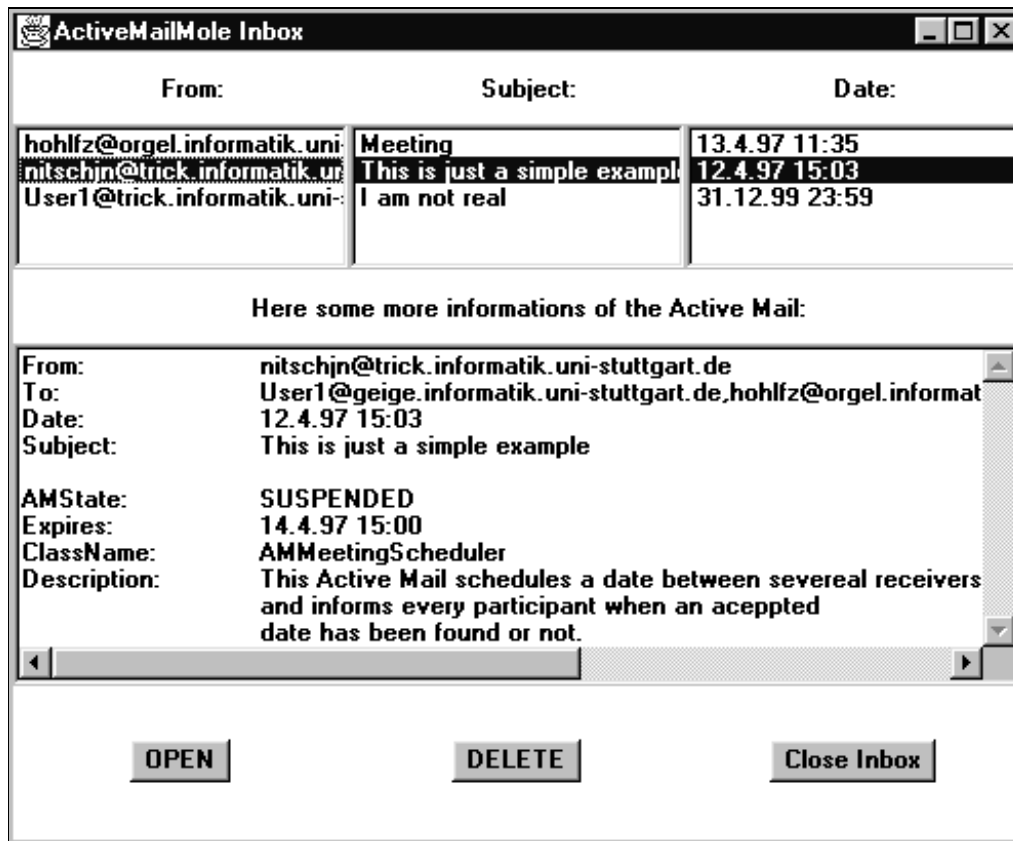 ActiveMailMole Inbox
From: Subject: Date:
hohlfz@orgel.informatik.uni- Meeting 13.4.97 11:35
nitschjn@trick.informatik.ur This is just a simple exampl 12.4.97 15:03
User1@trick.informatik.uni-: I am not real 31.12.99 23:59
Here some more informations of the Active Mail:
From: nitschjn@trick.informatik.uni-stuttgart.de
To: User1@geige.informatik.uni-stuttgart.de,hohlfz@orgel.informat
Date: 12.4.97 15:03
Subject: This is just a simple example
AMState: SUSPENDED
Expires: 14.4.97 15:00
ClassName: AMMeetingScheduler
Description: This Active Mail schedules a date between severeal receivers
and informs every participant when an aceppted
date has been found or not.
OPEN DELETE Close Inbox